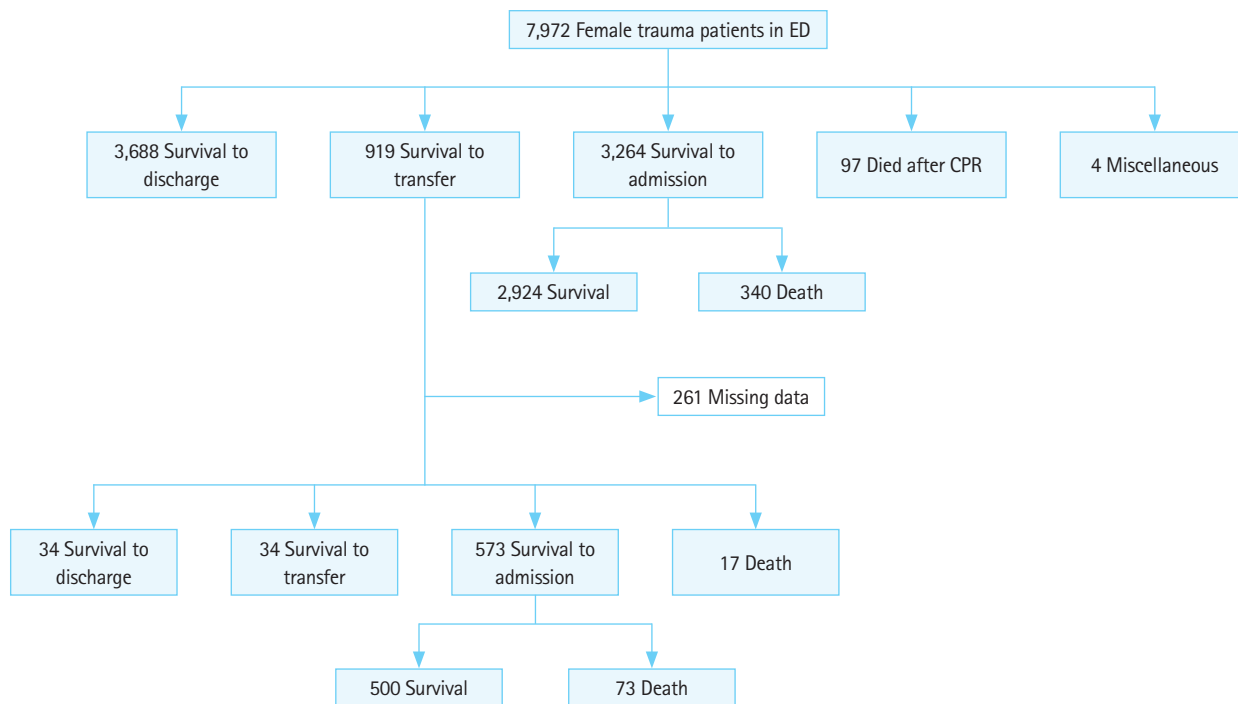 7,972 Female trauma patients in ED
3,688 Survival to
discharge
919 Survival to
transfer
3,264 Survival to
admission
97 Died after CPR
4 Miscellaneous
2,924 Survival
340 Death
261 Missing data
34 Survival to
discharge
34 Survival to
transfer
573 Survival to
admission
17 Death
500 Survival
73 Death